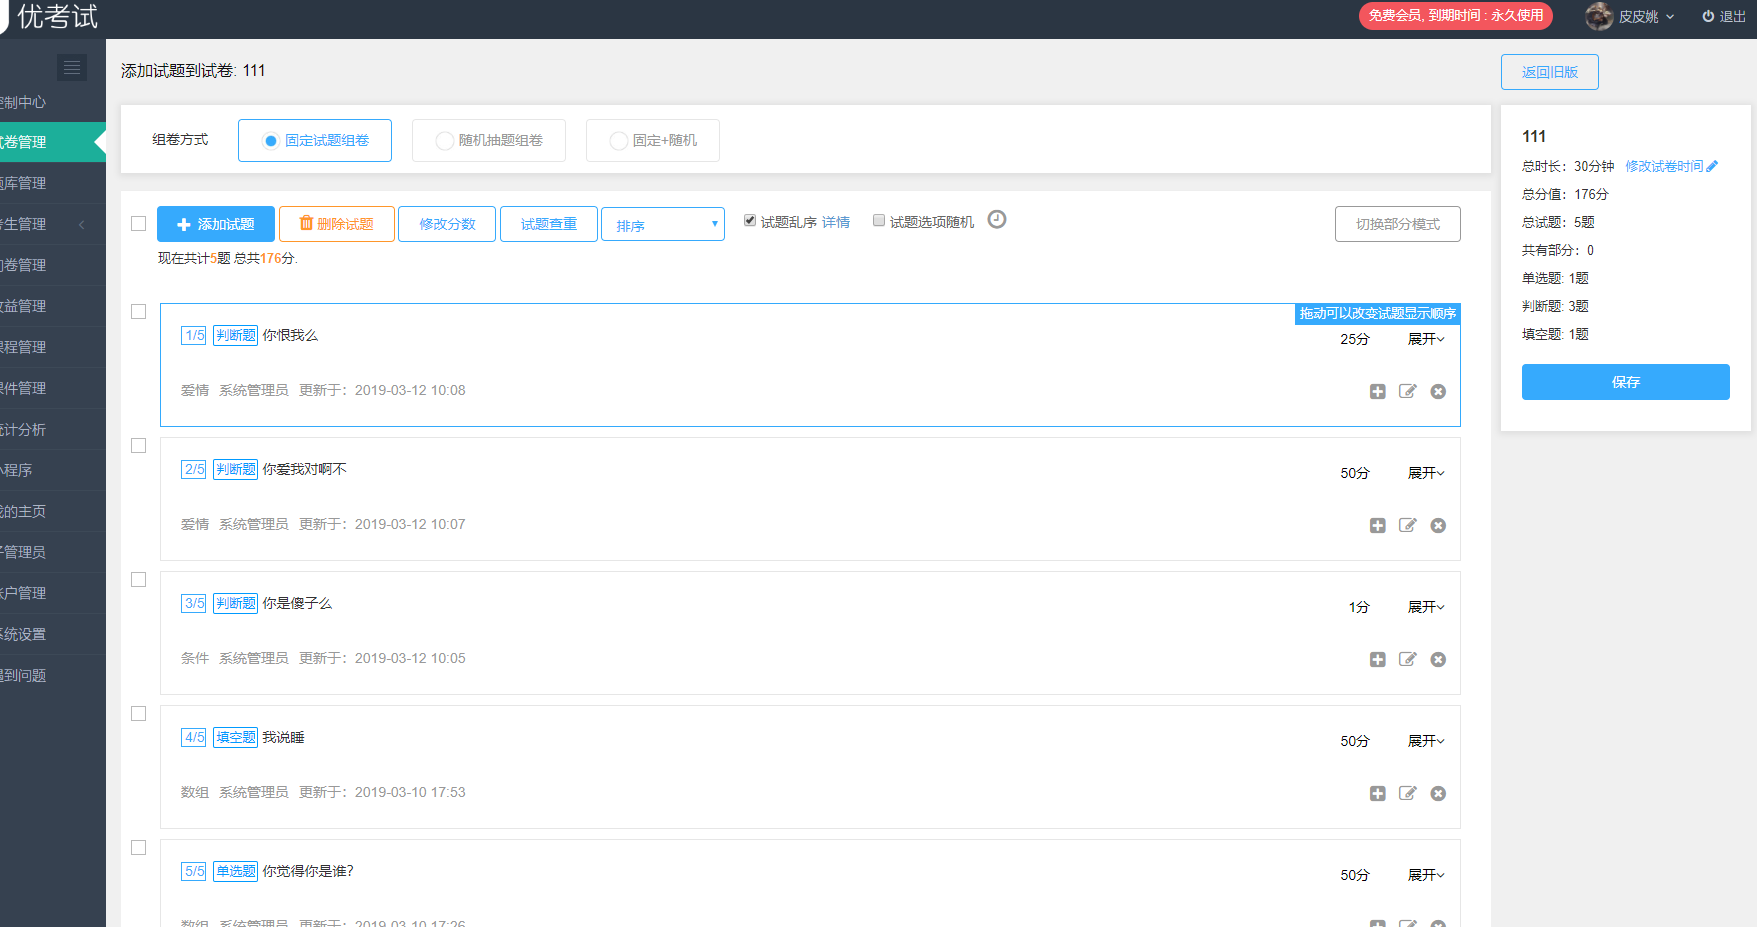 优考试
免费会员, 到期时间 : 永久使用
皮皮姚
退出
控制中心
试卷管理
题库管理
考生管理
问卷管理
收益管理
课程管理
课件管理
统计分析
小程序
我的主页
子管理员
账户管理
系统设置
遇到问题
添加试题到试卷: 111
返回旧版
组卷方式 固定试题组卷 随机抽题组卷 固定+随机
添加试题 删除试题 修改分数 试题查重 排序 试题乱序 详情 试题选项随机 切换部分模式
现在共计5题 总共176分.
拖动可以改变试题显示顺序
1/5 判断题 你恨我么 25分 展开
爱情 系统管理员 更新于：2019-03-12 10:08
2/5 判断题 你爱我对啊不 50分 展开
爱情 系统管理员 更新于：2019-03-12 10:07
3/5 判断题 你是傻子么 1分 展开
条件 系统管理员 更新于：2019-03-12 10:05
4/5 填空题 我说睡 50分 展开
数组 系统管理员 更新于：2019-03-10 17:53
5/5 单选题 你觉得你是谁? 50分 展开
数组 系统管理员 更新于：2019-03-10 17:26
111
总时长：30分钟 修改试卷时间
总分值：176分
总试题：5题
共有部分：0
单选题: 1题
判断题: 3题
填空题: 1题
保存